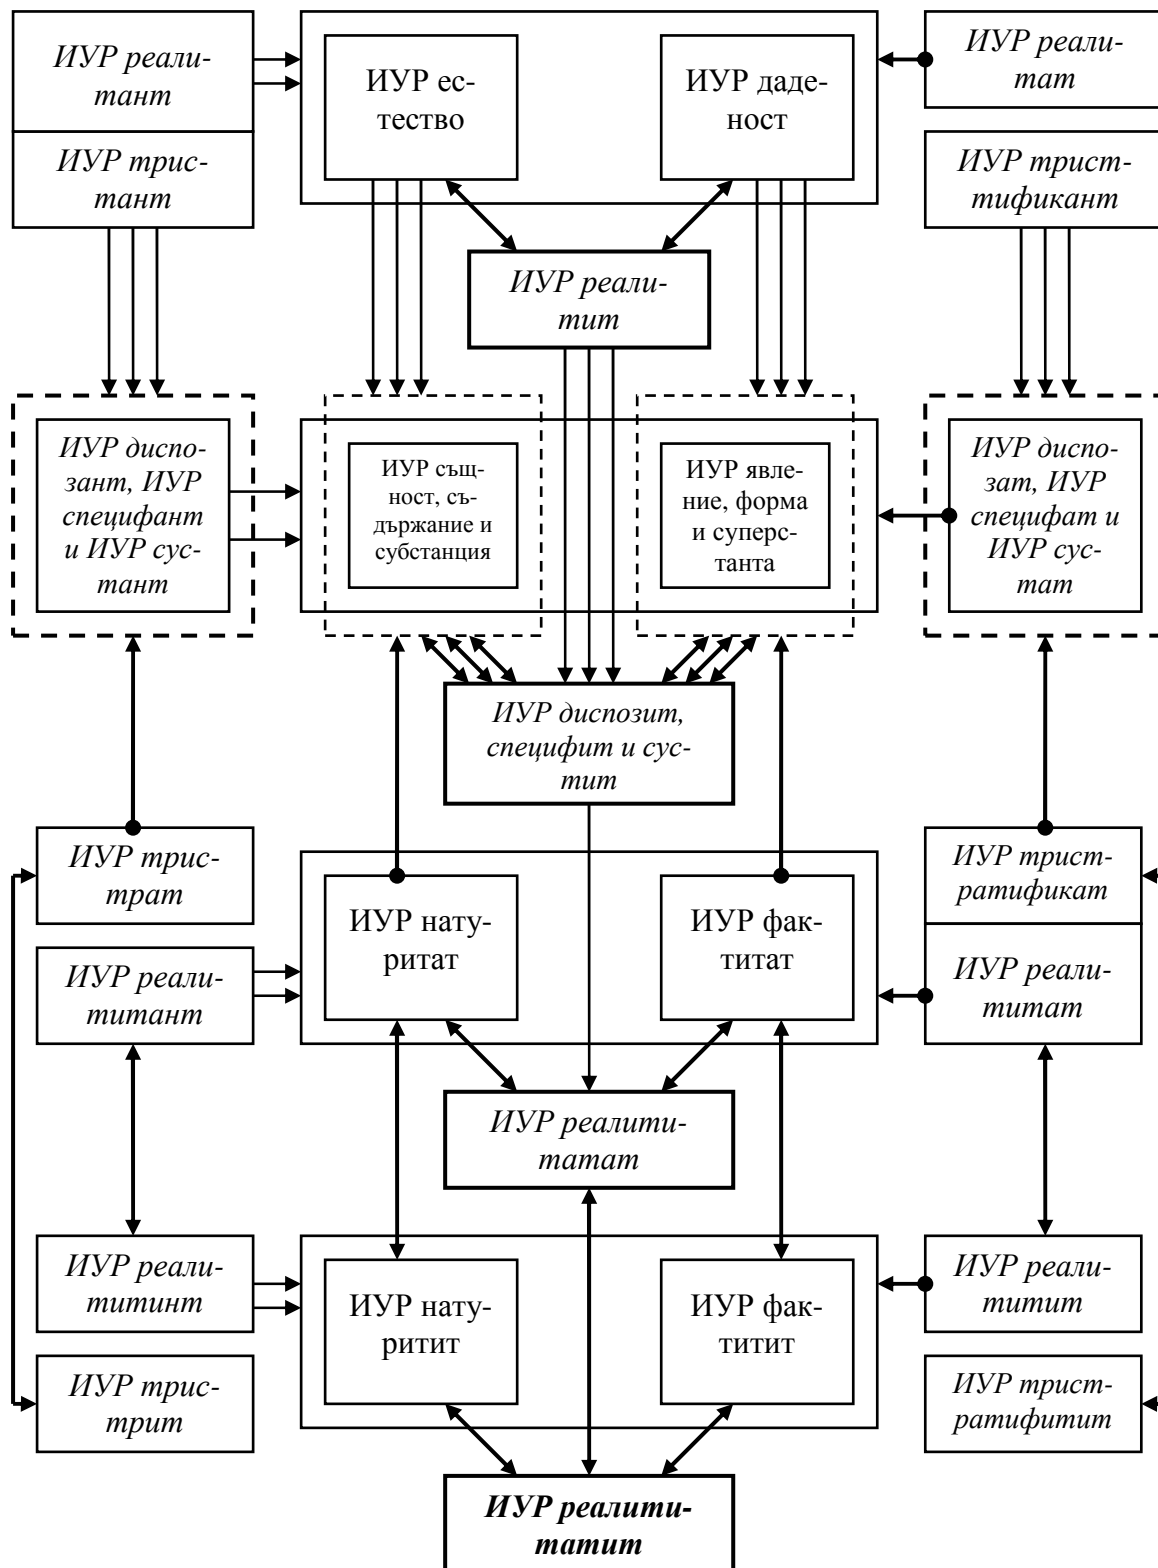 ИУР реали-
тант
ИУР ес-
тество
ИУР даде-
ност
ИУР реали-
тат
ИУР трис-
тант
ИУР трист-
тификант
ИУР реали-
тит
ИУР диспо-
зант, ИУР
специфант
и ИУР сус-
тант
ИУР същ-
ност, съ-
държание и
субстанция
ИУР явле-
ние, форма
и суперс-
танта
ИУР диспо-
зат, ИУР
специфат и
ИУР сус-
тат
ИУР диспозит,
специфит и сус-
тит
ИУР трис-
трат
ИУР нату-
ритат
ИУР фак-
титат
ИУР трист-
ратификат
ИУР реали-
титант
ИУР реали-
титат
ИУР реалити-
татат
ИУР реали-
титинт
ИУР нату-
ритит
ИУР фак-
титит
ИУР реали-
титит
ИУР трис-
трит
ИУР трист-
ратифитит
ИУР реалити-
татит